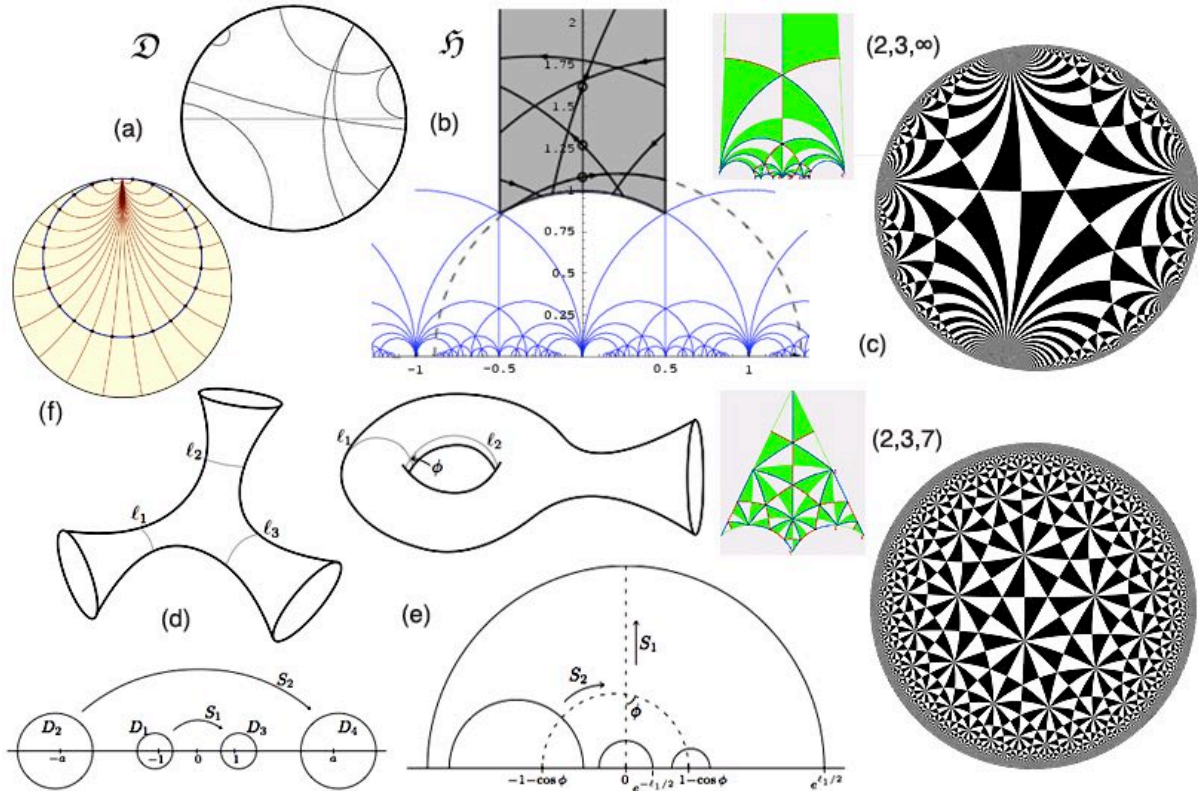 𝔇
(a)
ℌ
(b)
2
1.75
1.5
1.25
1
0.75
0.5
0.25
-1
-0.5
0
0.5
1
(2,3,∞)
(c)
(f)
ℓ₂
ℓ₁
ℓ₃
(d)
ℓ₁
ϕ
ℓ₂
(2,3,7)
(e)
S₂
D₂
D₁
S₁
D₃
D₄
-a
-1
0
1
a
S₁
S₂
ϕ
-1-cosϕ
0
e^{-ℓ₁/2}
1-cosϕ
e^{ℓ₁/2}